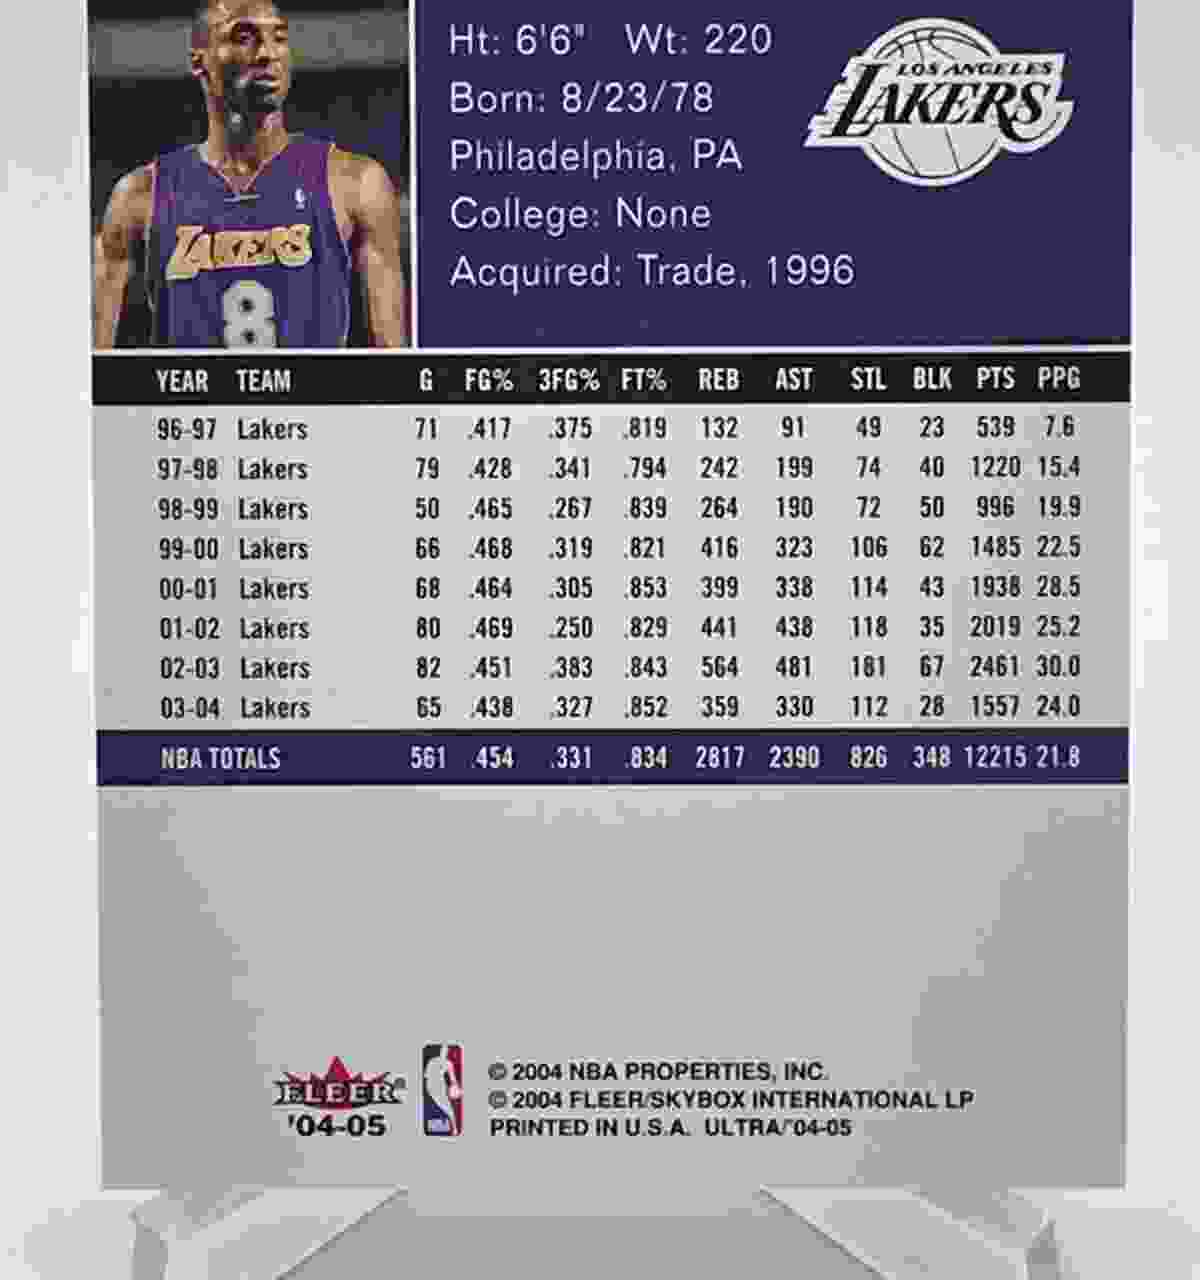 Ht: 6'6" Wt: 220
Born: 8/23/78
Philadelphia, PA
College: None
Acquired: Trade, 1996
LOS ANGELES
LAKERS
LAKERS
8
YEAR TEAM G FG% 3FG% FT% REB AST STL BLK PTS PPG
96-97 Lakers 71 .417 .375 .819 132 91 49 23 539 7.6
97-98 Lakers 79 .428 .341 .794 242 199 74 40 1220 15.4
98-99 Lakers 50 .465 .267 .839 264 190 72 50 996 19.9
99-00 Lakers 66 .468 .319 .821 416 323 106 62 1485 22.5
00-01 Lakers 68 .464 .305 .853 399 338 114 43 1938 28.5
01-02 Lakers 80 .469 .250 .829 441 438 118 35 2019 25.2
02-03 Lakers 82 .451 .383 .843 564 481 181 67 2461 30.0
03-04 Lakers 65 .438 .327 .852 359 330 112 28 1557 24.0
NBA TOTALS 561 .454 .331 .834 2817 2390 826 348 12215 21.8
FLEER®
'04-05
NBA
© 2004 NBA PROPERTIES, INC.
© 2004 FLEER/SKYBOX INTERNATIONAL LP
PRINTED IN U.S.A. ULTRA/'04-05